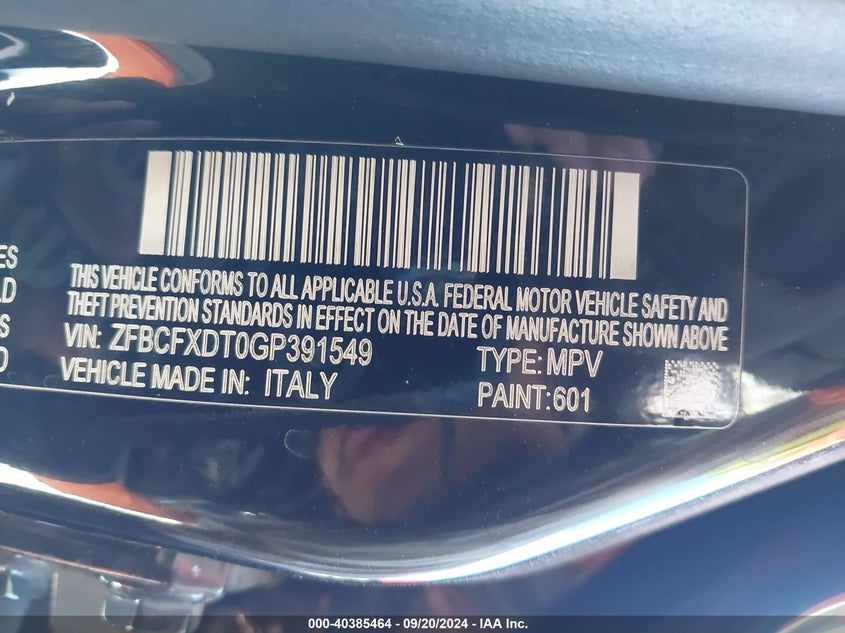 ES
LD
S
D
THIS VEHICLE CONFORMS TO ALL APPLICABLE U.S.A. FEDERAL MOTOR VEHICLE SAFETY AND
THEFT PREVENTION STANDARDS IN EFFECT ON THE DATE OF MANUFACTURE SHOWN ABOVE
VIN: ZFBCFXDT0GP391549 TYPE: MPV
VEHICLE MADE IN: ITALY PAINT: 601
000-40385464 - 09/20/2024 - IAA Inc.